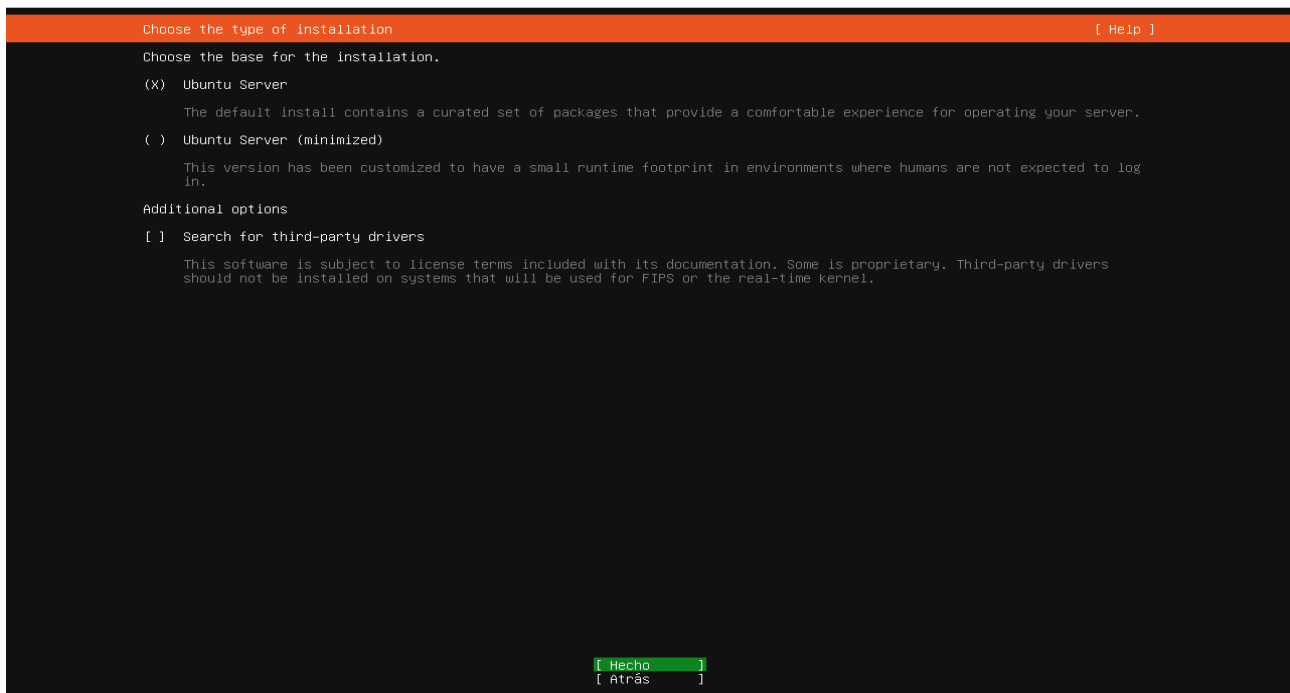 Choose the type of installation [ Help ]
Choose the base for the installation.
(X) Ubuntu Server
The default install contains a curated set of packages that provide a comfortable experience for operating your server.
( ) Ubuntu Server (minimized)
This version has been customized to have a small runtime footprint in environments where humans are not expected to log
in.
Additional options
[ ] Search for third-party drivers
This software is subject to license terms included with its documentation. Some is proprietary. Third-party drivers
should not be installed on systems that will be used for FIPS or the real-time kernel.
[ Hecho ]
[ Atrás ]